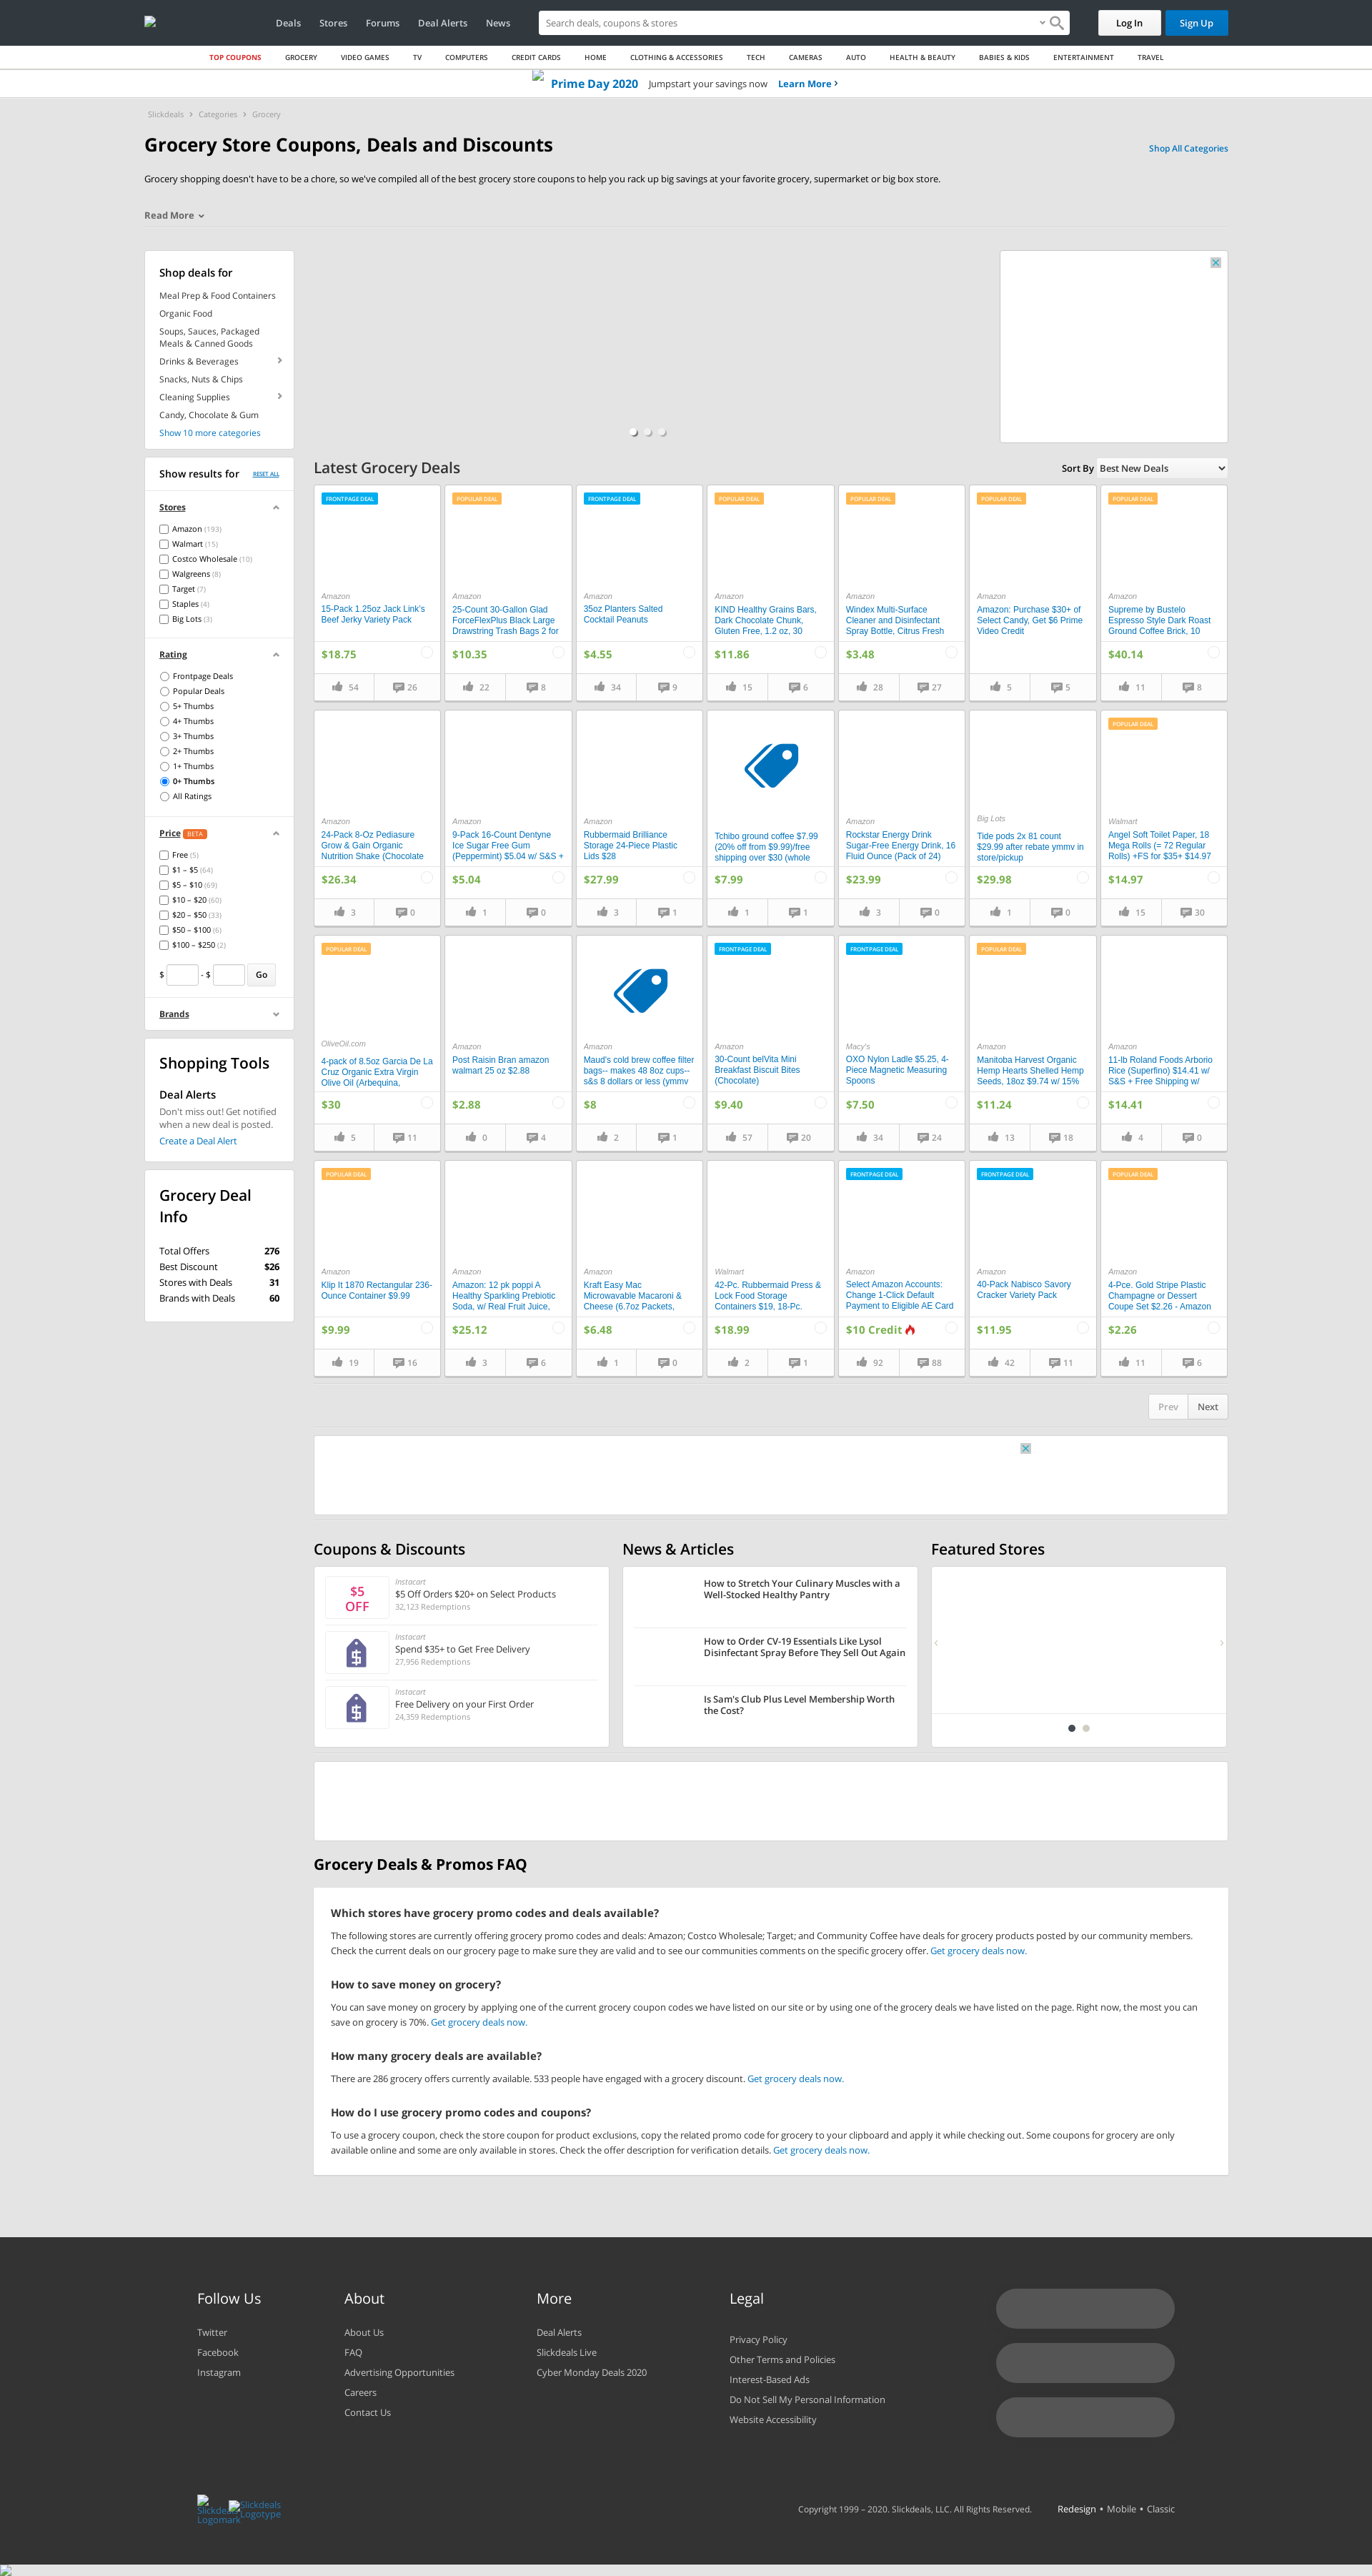 Deals Stores Forums Deal Alerts News
Search deals, coupons & stores
Log In
Sign Up
TOP COUPONS GROCERY VIDEO GAMES TV COMPUTERS CREDIT CARDS HOME CLOTHING & ACCESSORIES TECH CAMERAS AUTO HEALTH & BEAUTY BABIES & KIDS ENTERTAINMENT TRAVEL
Prime Day 2020 Jumpstart your savings now Learn More
Slickdeals Categories Grocery
Grocery Store Coupons, Deals and Discounts
Shop All Categories
Grocery shopping doesn't have to be a chore, so we've compiled all of the best grocery store coupons to help you rack up big savings at your favorite grocery, supermarket or big box store.
Read More
Shop deals for
Meal Prep & Food Containers
Organic Food
Soups, Sauces, Packaged
Meals & Canned Goods
Drinks & Beverages
Snacks, Nuts & Chips
Cleaning Supplies
Candy, Chocolate & Gum
Show 10 more categories
Show results for RESET ALL
Stores
Amazon (193)
Walmart (15)
Costco Wholesale (10)
Walgreens (8)
Target (7)
Staples (4)
Big Lots (3)
Rating
Frontpage Deals
Popular Deals
5+ Thumbs
4+ Thumbs
3+ Thumbs
2+ Thumbs
1+ Thumbs
0+ Thumbs
All Ratings
Price BETA
Free (5)
$1 – $5 (64)
$5 – $10 (69)
$10 – $20 (60)
$20 – $50 (33)
$50 – $100 (6)
$100 – $250 (2)
$ - $ Go
Brands
Shopping Tools
Deal Alerts
Don't miss out! Get notified
when a new deal is posted.
Create a Deal Alert
Grocery Deal
Info
Total Offers 276
Best Discount $26
Stores with Deals 31
Brands with Deals 60
Latest Grocery Deals
Sort By Best New Deals
FRONTPAGE DEAL
Amazon
15-Pack 1.25oz Jack Link's
Beef Jerky Variety Pack
$18.75
54 26
POPULAR DEAL
Amazon
25-Count 30-Gallon Glad
ForceFlexPlus Black Large
Drawstring Trash Bags 2 for
$10.35
22 8
FRONTPAGE DEAL
Amazon
35oz Planters Salted
Cocktail Peanuts
$4.55
34 9
POPULAR DEAL
Amazon
KIND Healthy Grains Bars,
Dark Chocolate Chunk,
Gluten Free, 1.2 oz, 30
$11.86
15 6
POPULAR DEAL
Amazon
Windex Multi-Surface
Cleaner and Disinfectant
Spray Bottle, Citrus Fresh
$3.48
28 27
POPULAR DEAL
Amazon
Amazon: Purchase $30+ of
Select Candy, Get $6 Prime
Video Credit
5 5
POPULAR DEAL
Amazon
Supreme by Bustelo
Espresso Style Dark Roast
Ground Coffee Brick, 10
$40.14
11 8
Amazon
24-Pack 8-Oz Pediasure
Grow & Gain Organic
Nutrition Shake (Chocolate
$26.34
3 0
Amazon
9-Pack 16-Count Dentyne
Ice Sugar Free Gum
(Peppermint) $5.04 w/ S&S +
$5.04
1 0
Amazon
Rubbermaid Brilliance
Storage 24-Piece Plastic
Lids $28
$27.99
3 1
Tchibo ground coffee $7.99
(20% off from $9.99)/free
shipping over $30 (whole
$7.99
1 1
Amazon
Rockstar Energy Drink
Sugar-Free Energy Drink, 16
Fluid Ounce (Pack of 24)
$23.99
3 0
Big Lots
Tide pods 2x 81 count
$29.99 after rebate ymmv in
store/pickup
$29.98
1 0
POPULAR DEAL
Walmart
Angel Soft Toilet Paper, 18
Mega Rolls (= 72 Regular
Rolls) +FS for $35+ $14.97
$14.97
15 30
POPULAR DEAL
OliveOil.com
4-pack of 8.5oz Garcia De La
Cruz Organic Extra Virgin
Olive Oil (Arbequina,
$30
5 11
Amazon
Post Raisin Bran amazon
walmart 25 oz $2.88
$2.88
0 4
Amazon
Maud's cold brew coffee filter
bags-- makes 48 8oz cups--
s&s 8 dollars or less (ymmv
$8
2 1
FRONTPAGE DEAL
Amazon
30-Count belVita Mini
Breakfast Biscuit Bites
(Chocolate)
$9.40
57 20
FRONTPAGE DEAL
Macy's
OXO Nylon Ladle $5.25, 4-
Piece Magnetic Measuring
Spoons
$7.50
34 24
POPULAR DEAL
Amazon
Manitoba Harvest Organic
Hemp Hearts Shelled Hemp
Seeds, 18oz $9.74 w/ 15%
$11.24
13 18
Amazon
11-lb Roland Foods Arborio
Rice (Superfino) $14.41 w/
S&S + Free Shipping w/
$14.41
4 0
POPULAR DEAL
Amazon
Klip It 1870 Rectangular 236-
Ounce Container $9.99
$9.99
19 16
Amazon
Amazon: 12 pk poppi A
Healthy Sparkling Prebiotic
Soda, w/ Real Fruit Juice,
$25.12
3 6
Amazon
Kraft Easy Mac
Microwavable Macaroni &
Cheese (6.7oz Packets,
$6.48
1 0
Walmart
42-Pc. Rubbermaid Press &
Lock Food Storage
Containers $19, 18-Pc.
$18.99
2 1
FRONTPAGE DEAL
Amazon
Select Amazon Accounts:
Change 1-Click Default
Payment to Eligible AE Card
$10 Credit
92 88
FRONTPAGE DEAL
Amazon
40-Pack Nabisco Savory
Cracker Variety Pack
$11.95
42 11
POPULAR DEAL
Amazon
4-Pce. Gold Stripe Plastic
Champagne or Dessert
Coupe Set $2.26 - Amazon
$2.26
11 6
Prev Next
Coupons & Discounts
$5
OFF
Instacart
$5 Off Orders $20+ on Select Products
32,123 Redemptions
Instacart
Spend $35+ to Get Free Delivery
27,956 Redemptions
Instacart
Free Delivery on your First Order
24,359 Redemptions
News & Articles
How to Stretch Your Culinary Muscles with a
Well-Stocked Healthy Pantry
How to Order CV-19 Essentials Like Lysol
Disinfectant Spray Before They Sell Out Again
Is Sam's Club Plus Level Membership Worth
the Cost?
Featured Stores
Grocery Deals & Promos FAQ
Which stores have grocery promo codes and deals available?
The following stores are currently offering grocery promo codes and deals: Amazon; Costco Wholesale; Target; and Community Coffee have deals for grocery products posted by our community members.
Check the current deals on our grocery page to make sure they are valid and to see our communities comments on the specific grocery offer. Get grocery deals now.
How to save money on grocery?
You can save money on grocery by applying one of the current grocery coupon codes we have listed on our site or by using one of the grocery deals we have listed on the page. Right now, the most you can
save on grocery is 70%. Get grocery deals now.
How many grocery deals are available?
There are 286 grocery offers currently available. 533 people have engaged with a grocery discount. Get grocery deals now.
How do I use grocery promo codes and coupons?
To use a grocery coupon, check the store coupon for product exclusions, copy the related promo code for grocery to your clipboard and apply it while checking out. Some coupons for grocery are only
available online and some are only available in stores. Check the offer description for verification details. Get grocery deals now.
Follow Us
Twitter
Facebook
Instagram
About
About Us
FAQ
Advertising Opportunities
Careers
Contact Us
More
Deal Alerts
Slickdeals Live
Cyber Monday Deals 2020
Legal
Privacy Policy
Other Terms and Policies
Interest-Based Ads
Do Not Sell My Personal Information
Website Accessibility
Slickdeals
Logomark
Slickdeals
Logotype
Copyright 1999 – 2020. Slickdeals, LLC. All Rights Reserved.
Redesign • Mobile • Classic